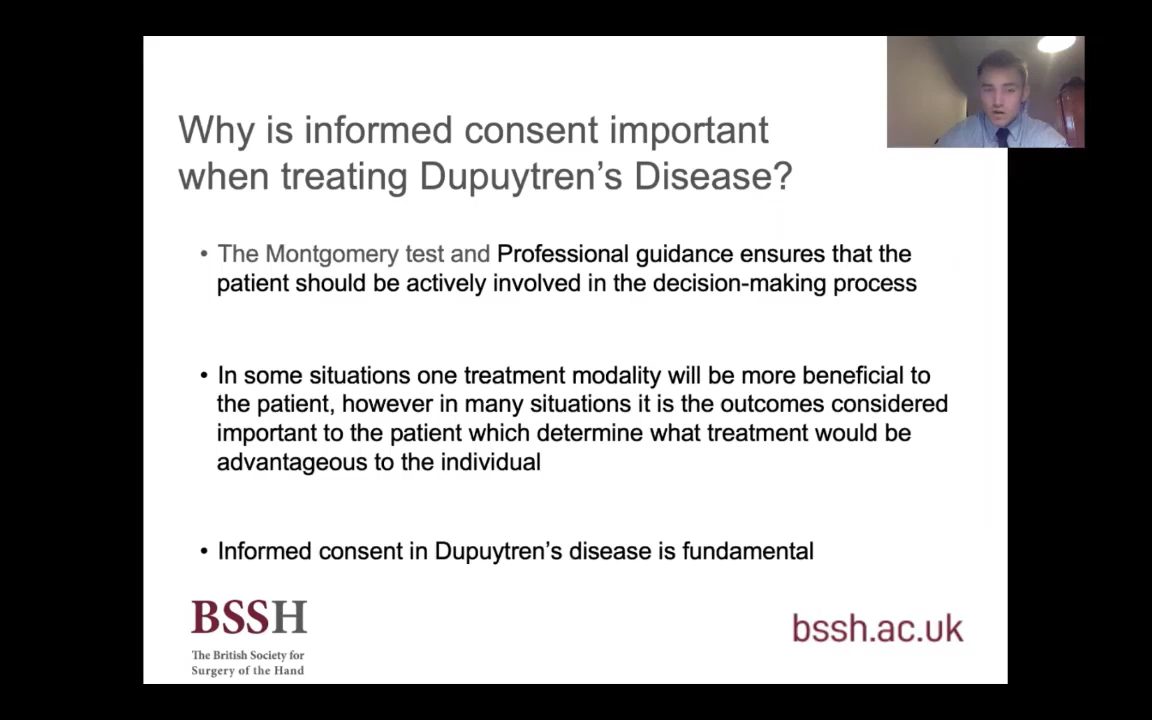 Why is informed consent important
when treating Dupuytren's Disease?
• The Montgomery test and Professional guidance ensures that the
patient should be actively involved in the decision-making process
• In some situations one treatment modality will be more beneficial to
the patient, however in many situations it is the outcomes considered
important to the patient which determine what treatment would be
advantageous to the individual
• Informed consent in Dupuytren's disease is fundamental
BSSH
The British Society for
Surgery of the Hand
bssh.ac.uk